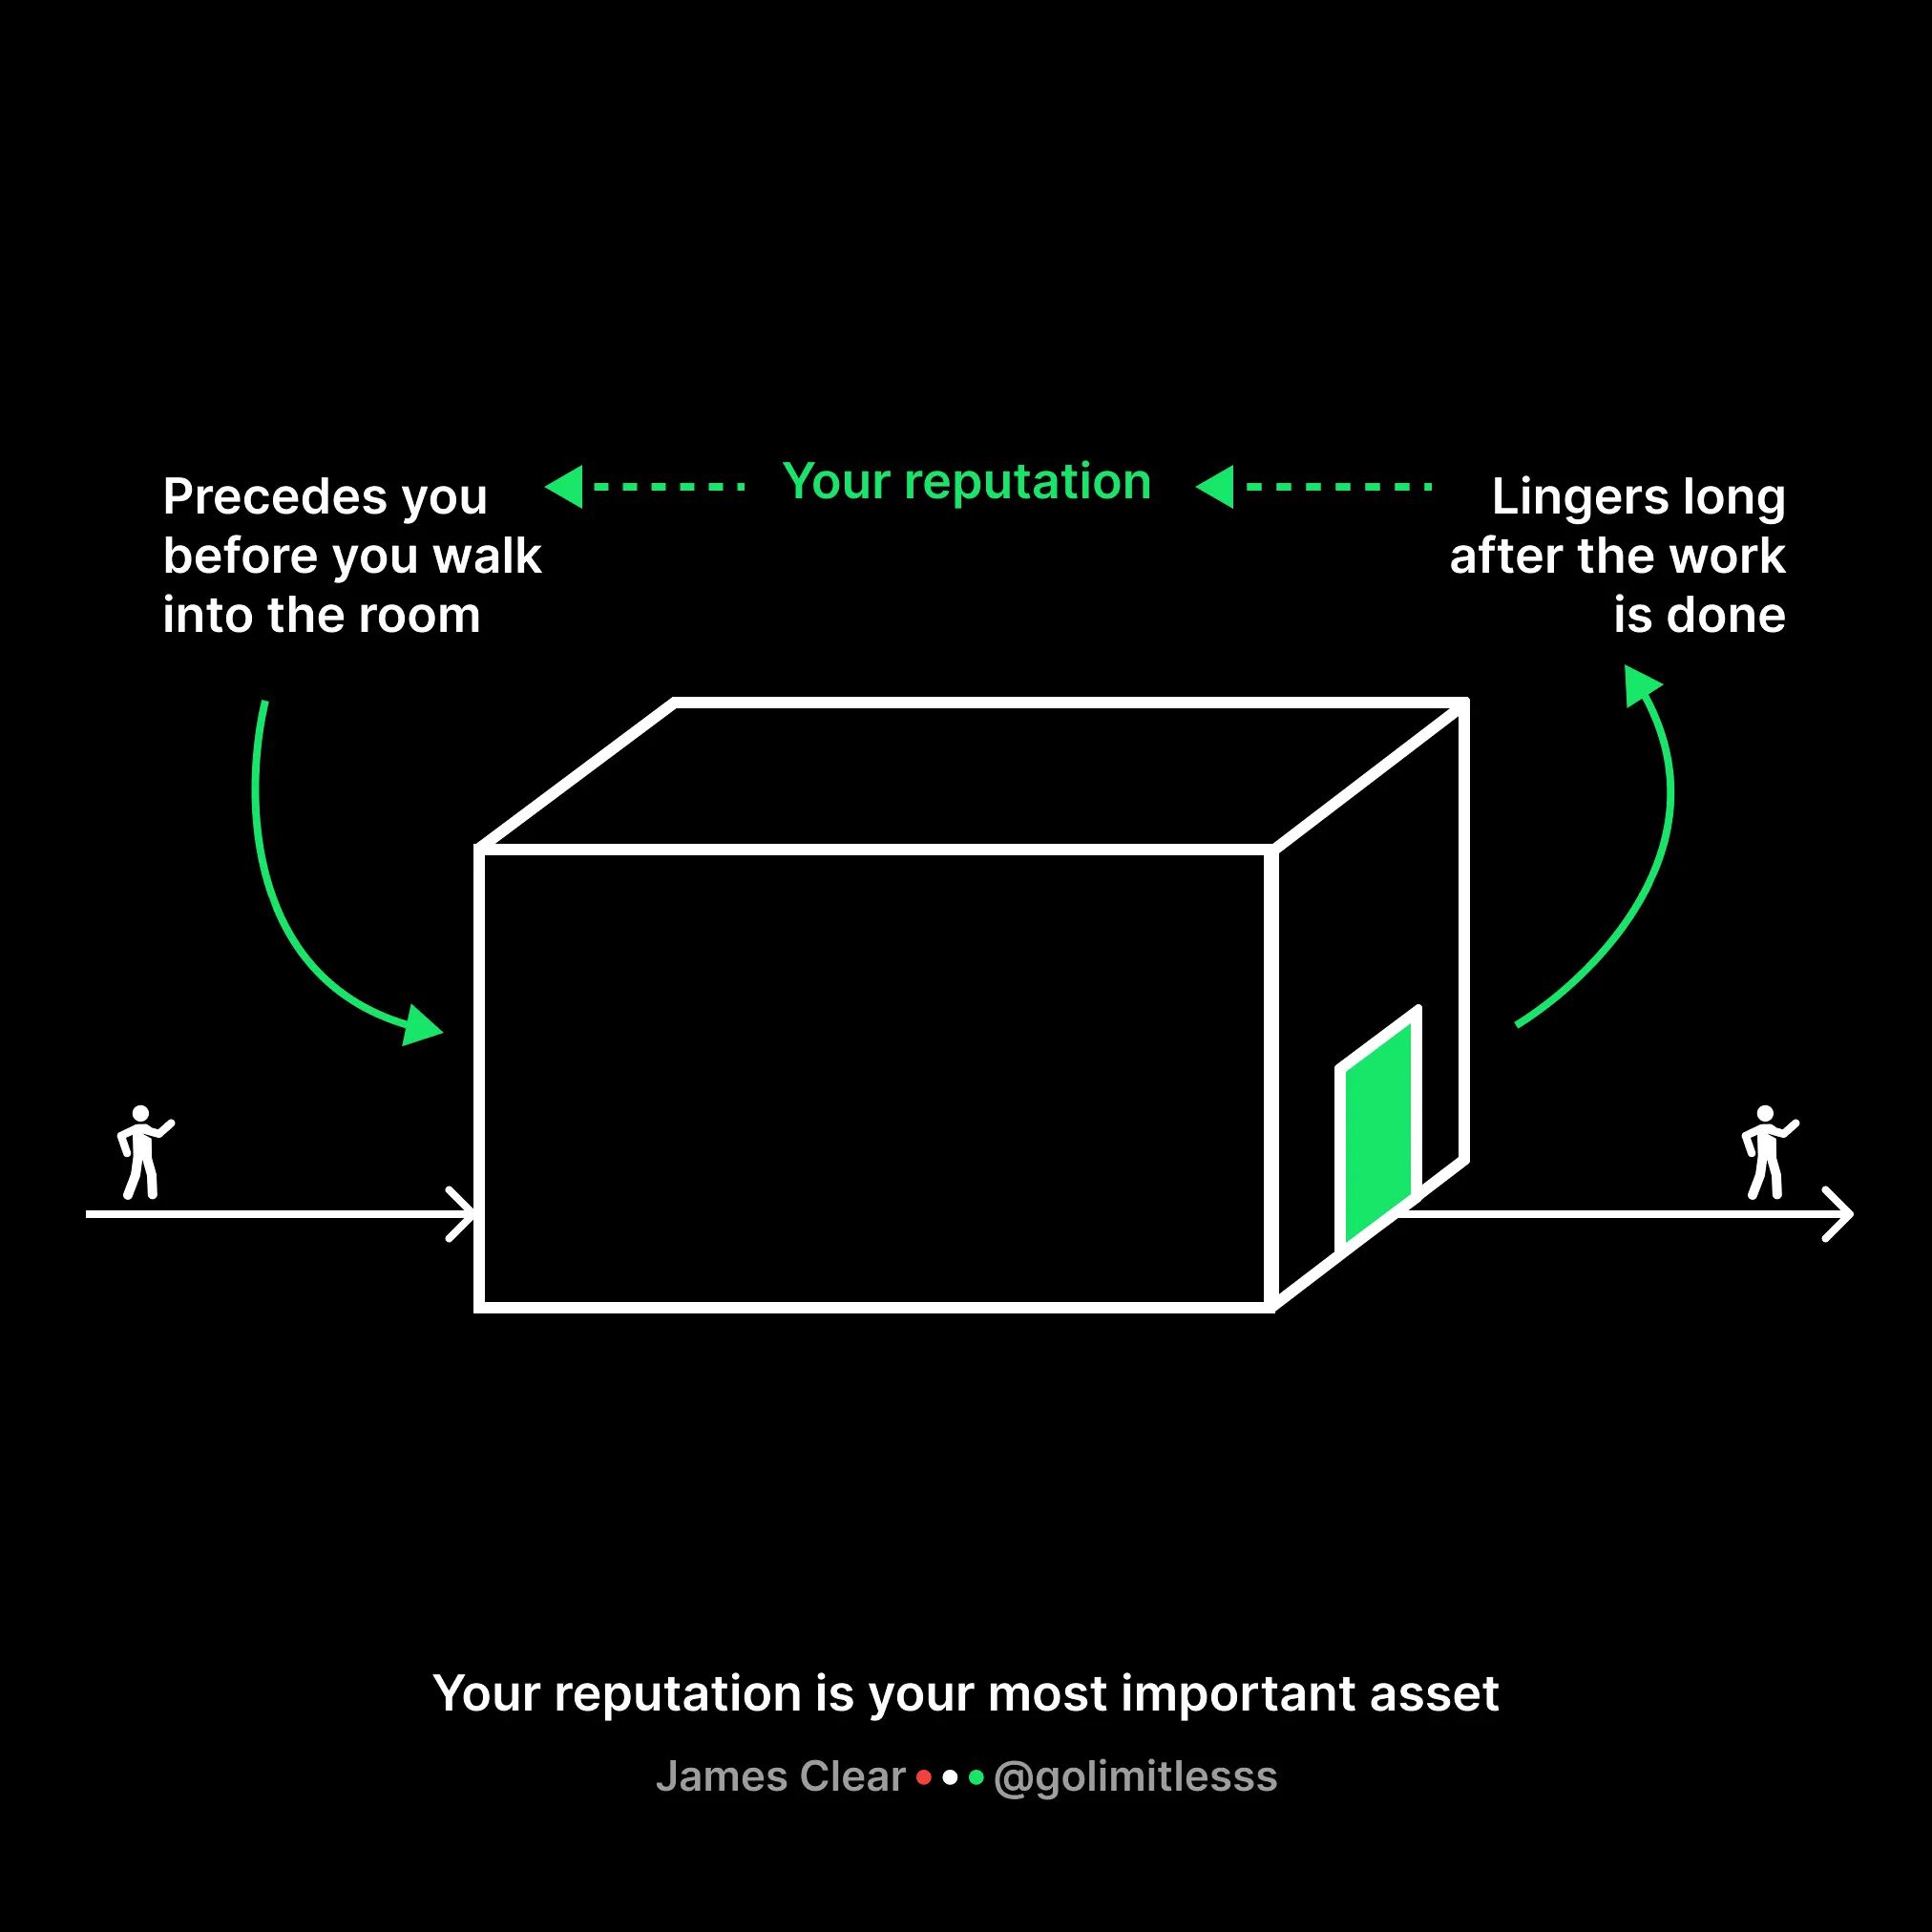 Your reputation
Precedes you
before you walk
into the room
Lingers long
after the work
is done
Your reputation is your most important asset
James Clear @golimitlesss